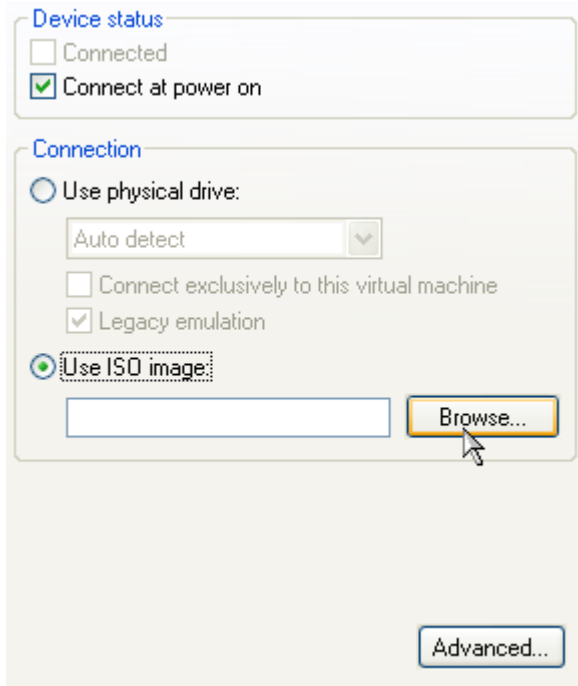 Device status
Connected
Connect at power on
Connection
Use physical drive:
Auto detect
Connect exclusively to this virtual machine
Legacy emulation
Use ISO image:
Browse...
Advanced...